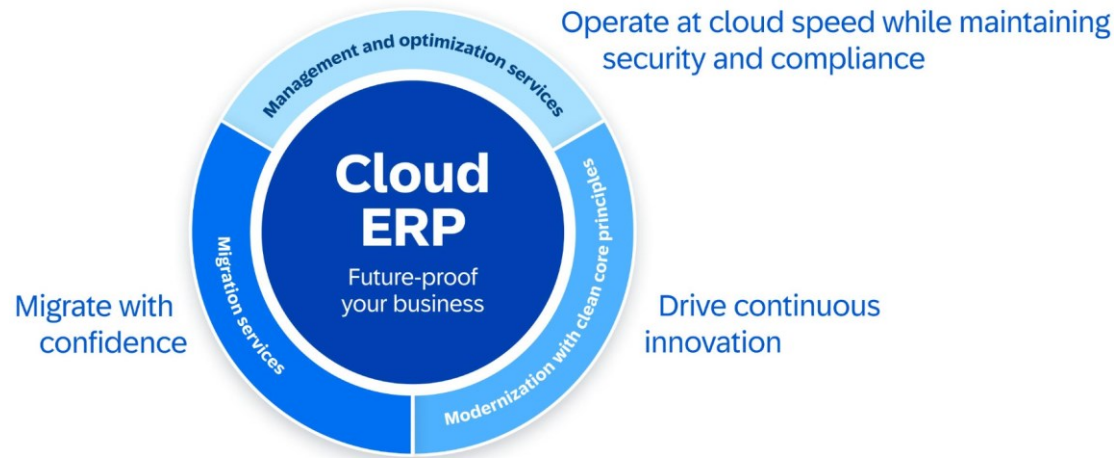 Operate at cloud speed while maintaining
security and compliance
Management and optimization services
Cloud
ERP
Future-proof
your business
Migration services
Modernization with clean core principles
Migrate with
confidence
Drive continuous
innovation